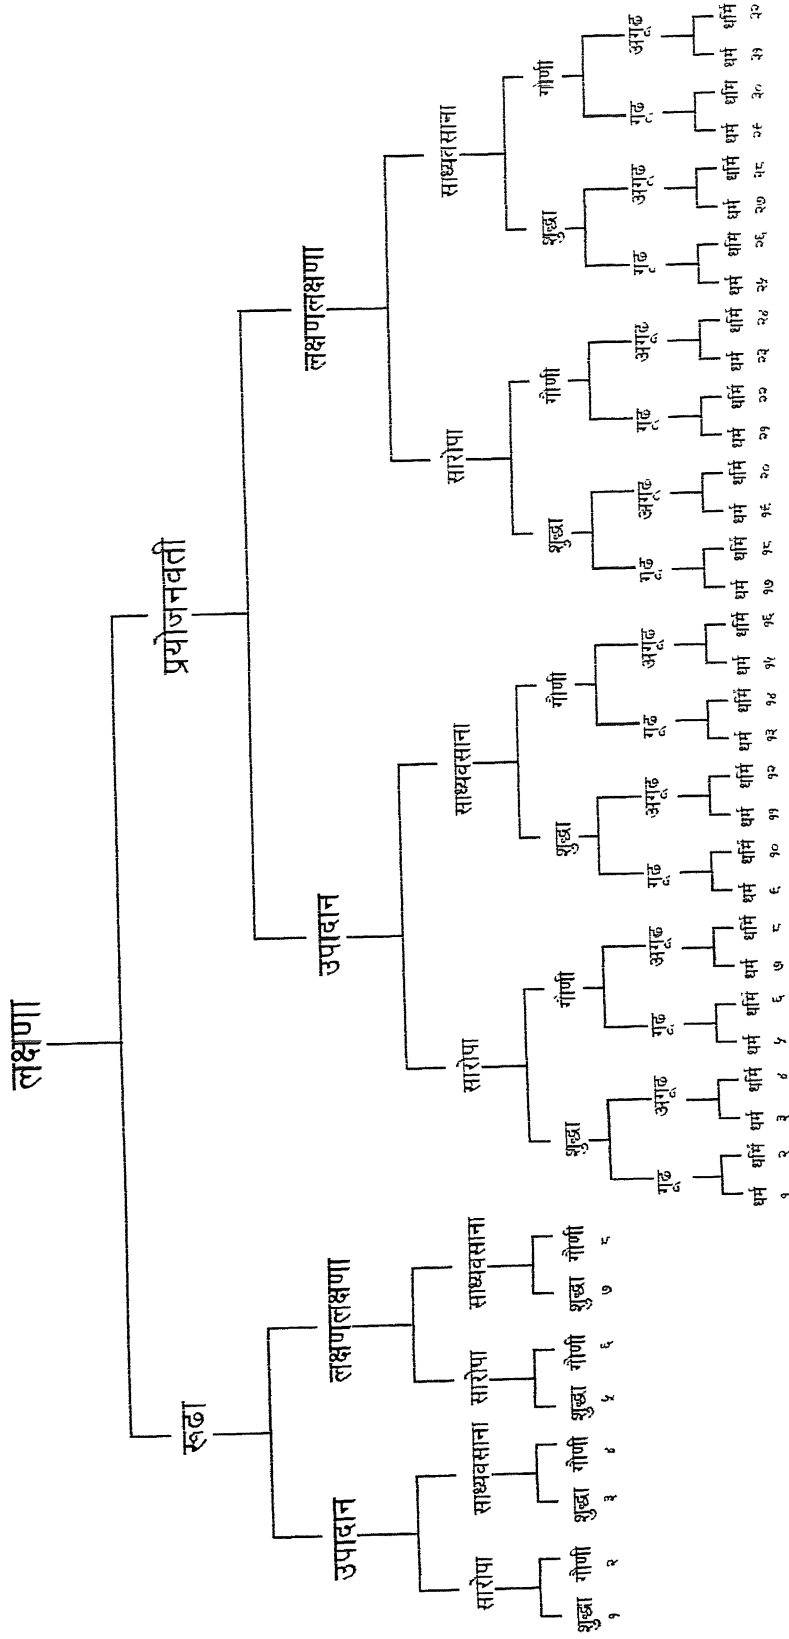 लक्षणा
रूढा प्रयोजनवती
उपादान लक्षणलक्षणा उपादान लक्षणलक्षणा
सारोपा साध्यवसाना सारोपा साध्यवसाना सारोपा साध्यवसाना सारोपा साध्यवसाना
शुद्धा गौणी शुद्धा गौणी शुद्धा गौणी शुद्धा गौणी शुद्धा गौणी शुद्धा गौणी शुद्धा गौणी शुद्धा गौणी
१ २ ३ ४ ५ ६ ७ ८
गूढ अगूढ गूढ अगूढ गूढ अगूढ गूढ अगूढ गूढ अगूढ गूढ अगूढ गूढ अगूढ गूढ अगूढ
धर्म धर्मि धर्म धर्मि धर्म धर्मि धर्म धर्मि धर्म धर्मि धर्म धर्मि धर्म धर्मि धर्म धर्मि धर्म धर्मि धर्म धर्मि धर्म धर्मि धर्म धर्मि धर्म धर्मि धर्म धर्मि धर्म धर्मि धर्म धर्मि
१ २ ३ ४ ५ ६ ७ ८ ९ १० ११ १२ १३ १४ १५ १६ १७ १८ १९ २० २१ २२ २३ २४ २५ २६ २७ २८ २९ ३० ३१ ३२